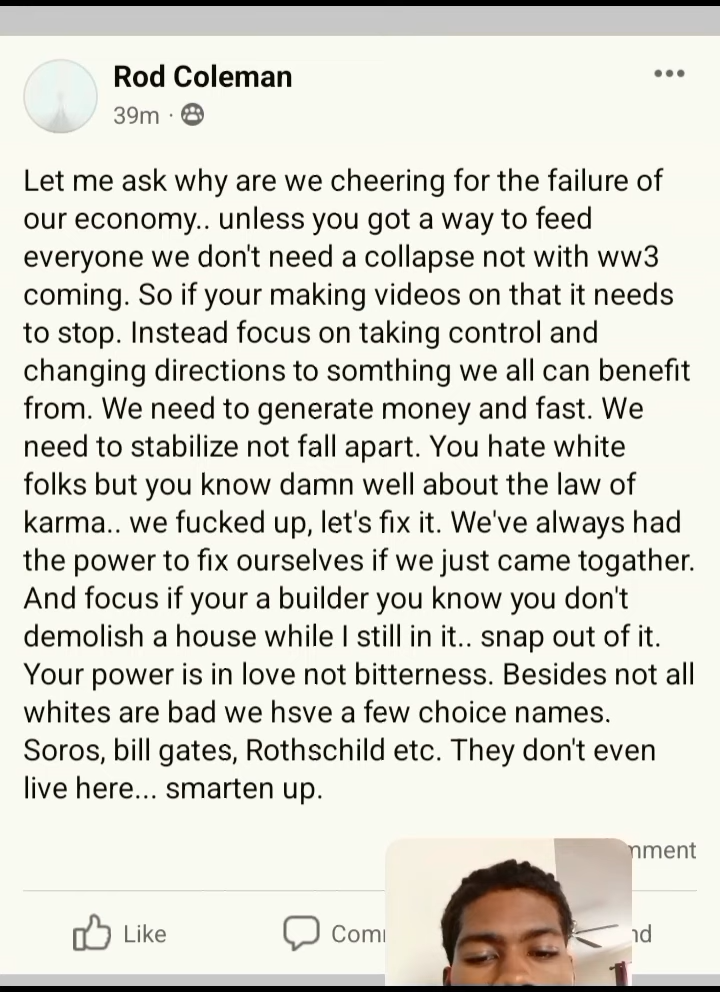 Rod Coleman
39m ·
Let me ask why are we cheering for the failure of
our economy.. unless you got a way to feed
everyone we don't need a collapse not with ww3
coming. So if your making videos on that it needs
to stop. Instead focus on taking control and
changing directions to somthing we all can benefit
from. We need to generate money and fast. We
need to stabilize not fall apart. You hate white
folks but you know damn well about the law of
karma.. we fucked up, let's fix it. We've always had
the power to fix ourselves if we just came togather.
And focus if your a builder you know you don't
demolish a house while I still in it.. snap out of it.
Your power is in love not bitterness. Besides not all
whites are bad we hsve a few choice names.
Soros, bill gates, Rothschild etc. They don't even
live here... smarten up.
Like